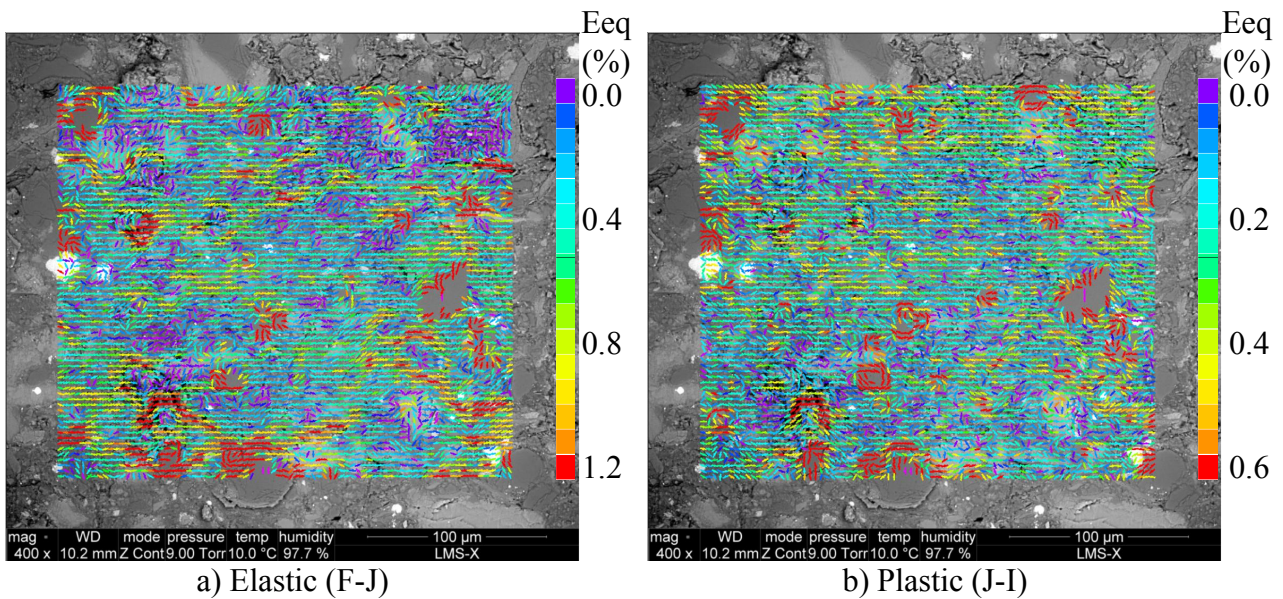 Eeq
(%)
0.0
0.4
0.8
1.2
mag WD mode pressure temp humidity 100 µm
400 x 10.2 mm Z Cont 9.00 Torr 10.0 °C 97.7 % LMS-X
a) Elastic (F-J)
Eeq
(%)
0.0
0.2
0.4
0.6
mag WD mode pressure temp humidity 100 µm
400 x 10.2 mm Z Cont 9.00 Torr 10.0 °C 97.7 % LMS-X
b) Plastic (J-I)